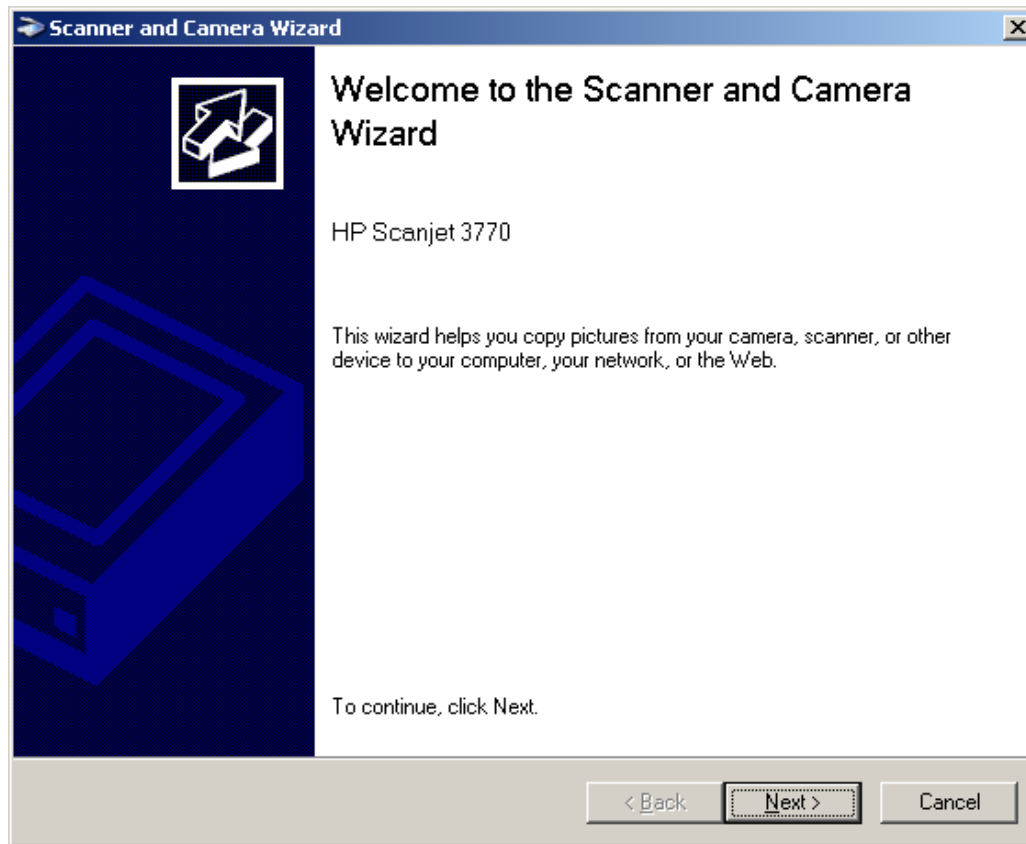 Scanner and Camera Wizard
Welcome to the Scanner and Camera
Wizard
HP Scanjet 3770
This wizard helps you copy pictures from your camera, scanner, or other
device to your computer, your network, or the Web.
To continue, click Next.
< Back Next > Cancel